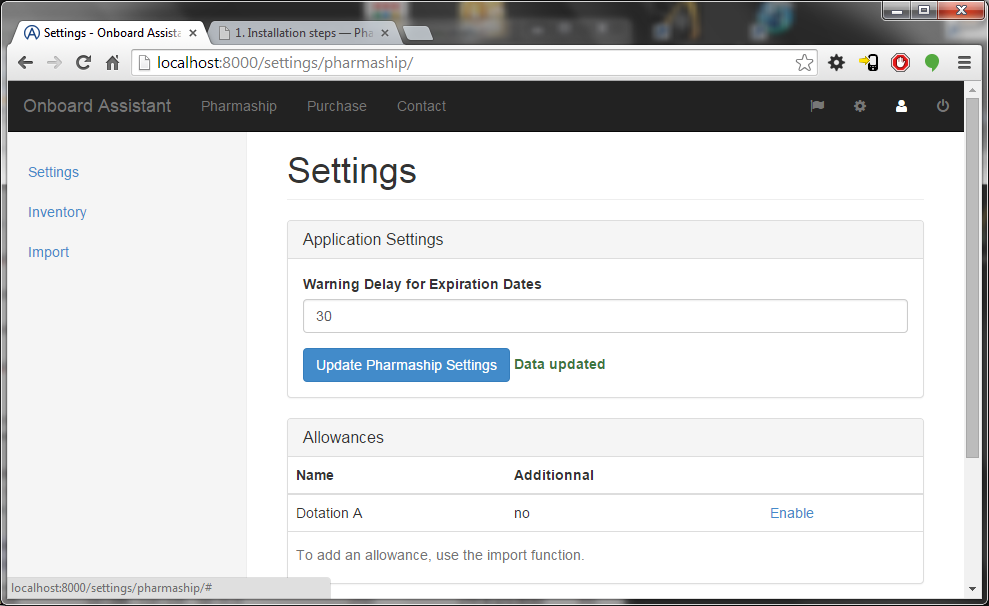 Settings - Onboard Assista
1. Installation steps — Pha
localhost:8000/settings/pharmaship/
Onboard Assistant Pharmaship Purchase Contact
Settings
Inventory
Import
Settings
Application Settings
Warning Delay for Expiration Dates
30
Update Pharmaship Settings Data updated
Allowances
Name Additionnal
Dotation A no Enable
To add an allowance, use the import function.
localhost:8000/settings/pharmaship/#